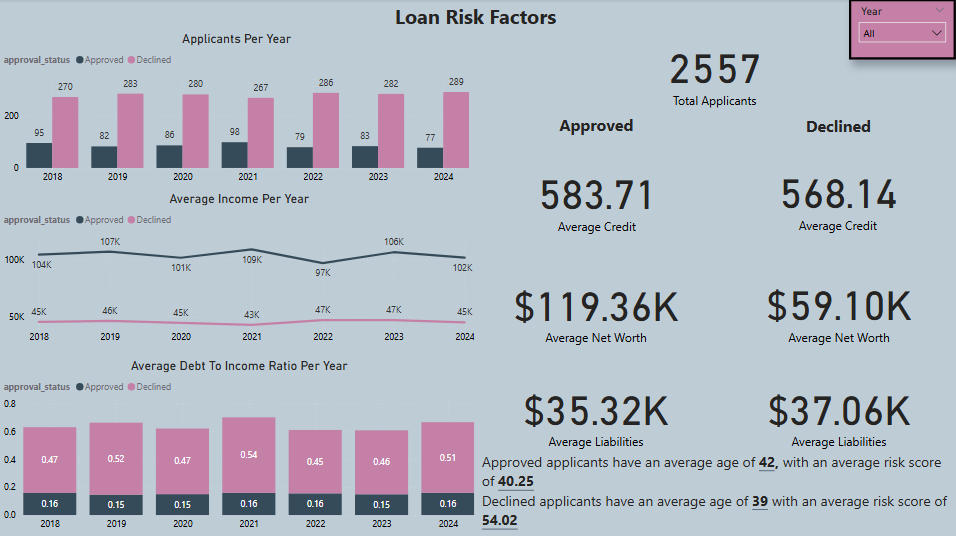 Loan Risk Factors
Year
All
Applicants Per Year
approval_status Approved Declined
200
0
95 270
82 283
86 280
98 267
79 286
83 282
77 289
2018 2019 2020 2021 2022 2023 2024
Average Income Per Year
approval_status Approved Declined
100K
50K
104K 107K 101K 109K 97K 106K 102K
45K 46K 45K 43K 47K 47K 45K
2018 2019 2020 2021 2022 2023 2024
Average Debt To Income Ratio Per Year
approval_status Approved Declined
0.8
0.6
0.4
0.2
0.0
0.47 0.52 0.47 0.54 0.45 0.46 0.51
0.16 0.15 0.15 0.16 0.16 0.15 0.16
2018 2019 2020 2021 2022 2023 2024
2557
Total Applicants
Approved Declined
583.71 568.14
Average Credit Average Credit
$119.36K $59.10K
Average Net Worth Average Net Worth
$35.32K $37.06K
Average Liabilities Average Liabilities
Approved applicants have an average age of 42, with an average risk score
of 40.25
Declined applicants have an average age of 39 with an average risk score of
54.02